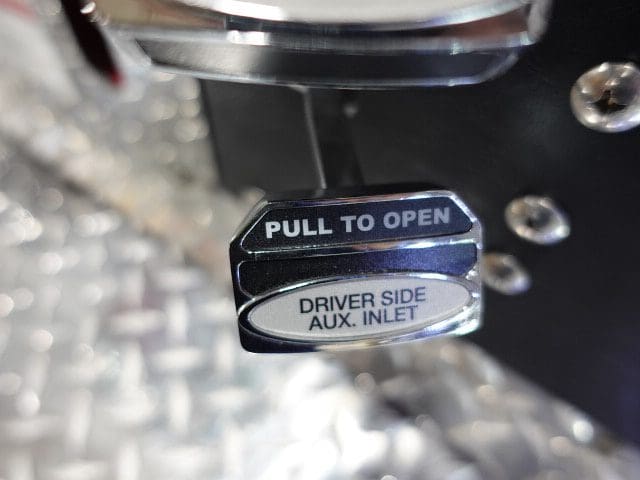 PULL TO OPEN
DRIVER SIDE
AUX. INLET